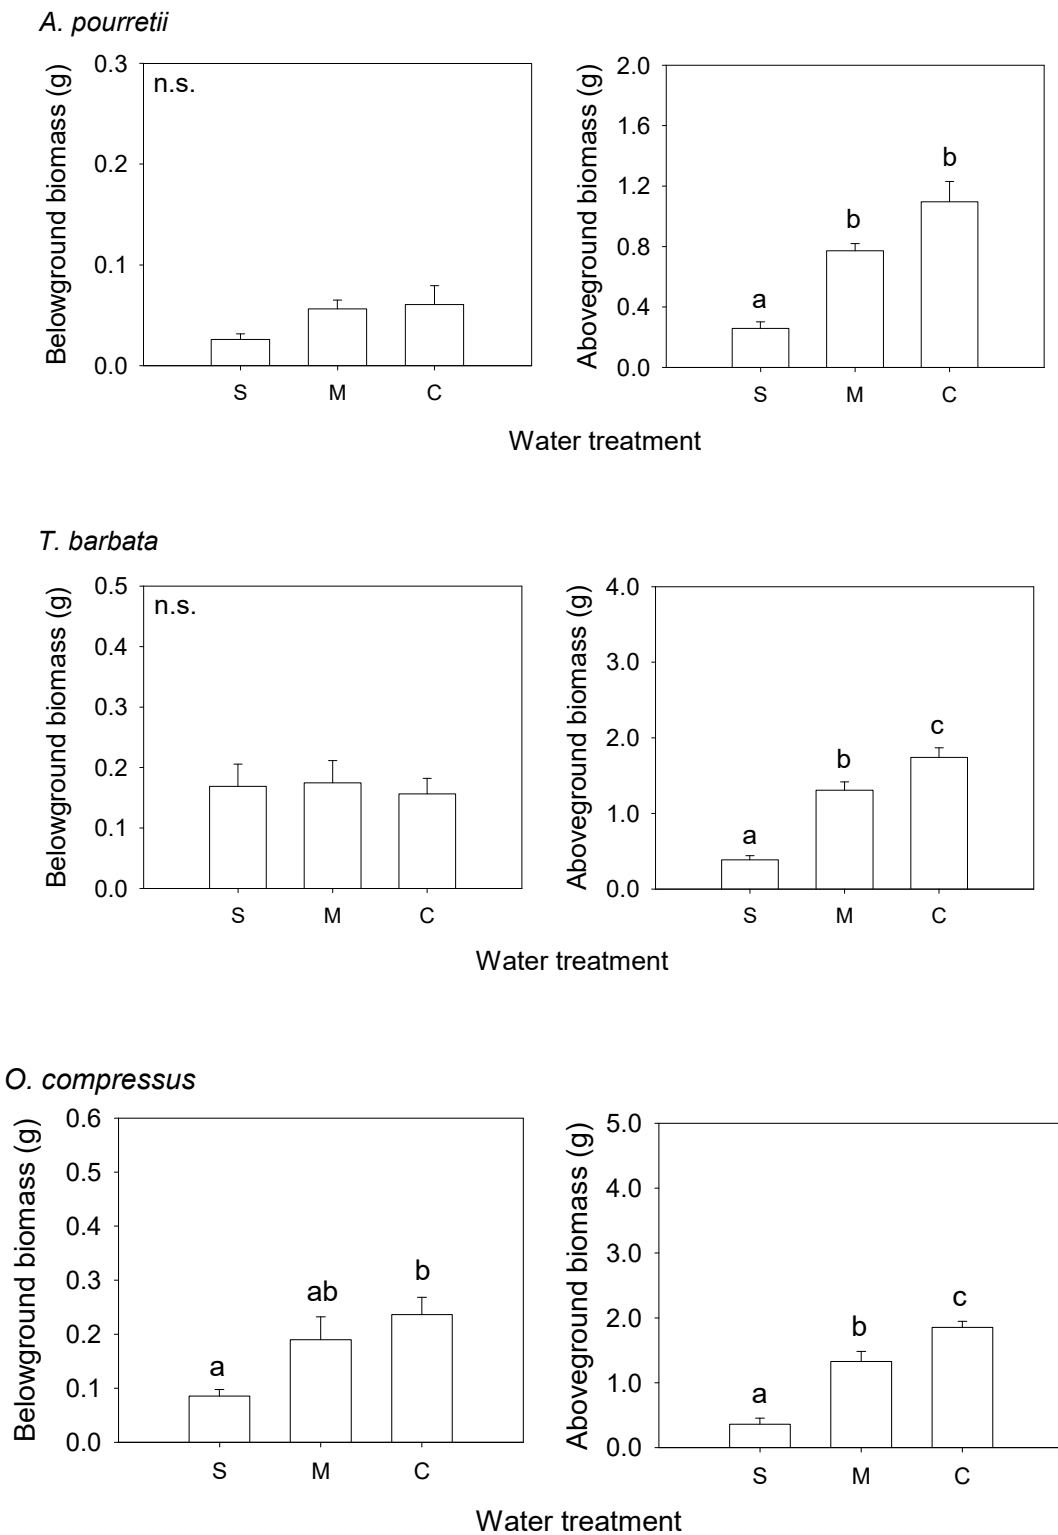 A. pourretii
Belowground biomass (g)
0.3
0.2
0.1
0.0
n.s.
S M C
Aboveground biomass (g)
2.0
1.6
1.2
0.8
0.4
0.0
a
b
b
S M C
Water treatment
T. barbata
Belowground biomass (g)
0.5
0.4
0.3
0.2
0.1
0.0
n.s.
S M C
Aboveground biomass (g)
4.0
3.0
2.0
1.0
0.0
a
b
c
S M C
Water treatment
O. compressus
Belowground biomass (g)
0.6
0.5
0.4
0.3
0.2
0.1
0.0
a
ab
b
S M C
Aboveground biomass (g)
5.0
4.0
3.0
2.0
1.0
0.0
a
b
c
S M C
Water treatment